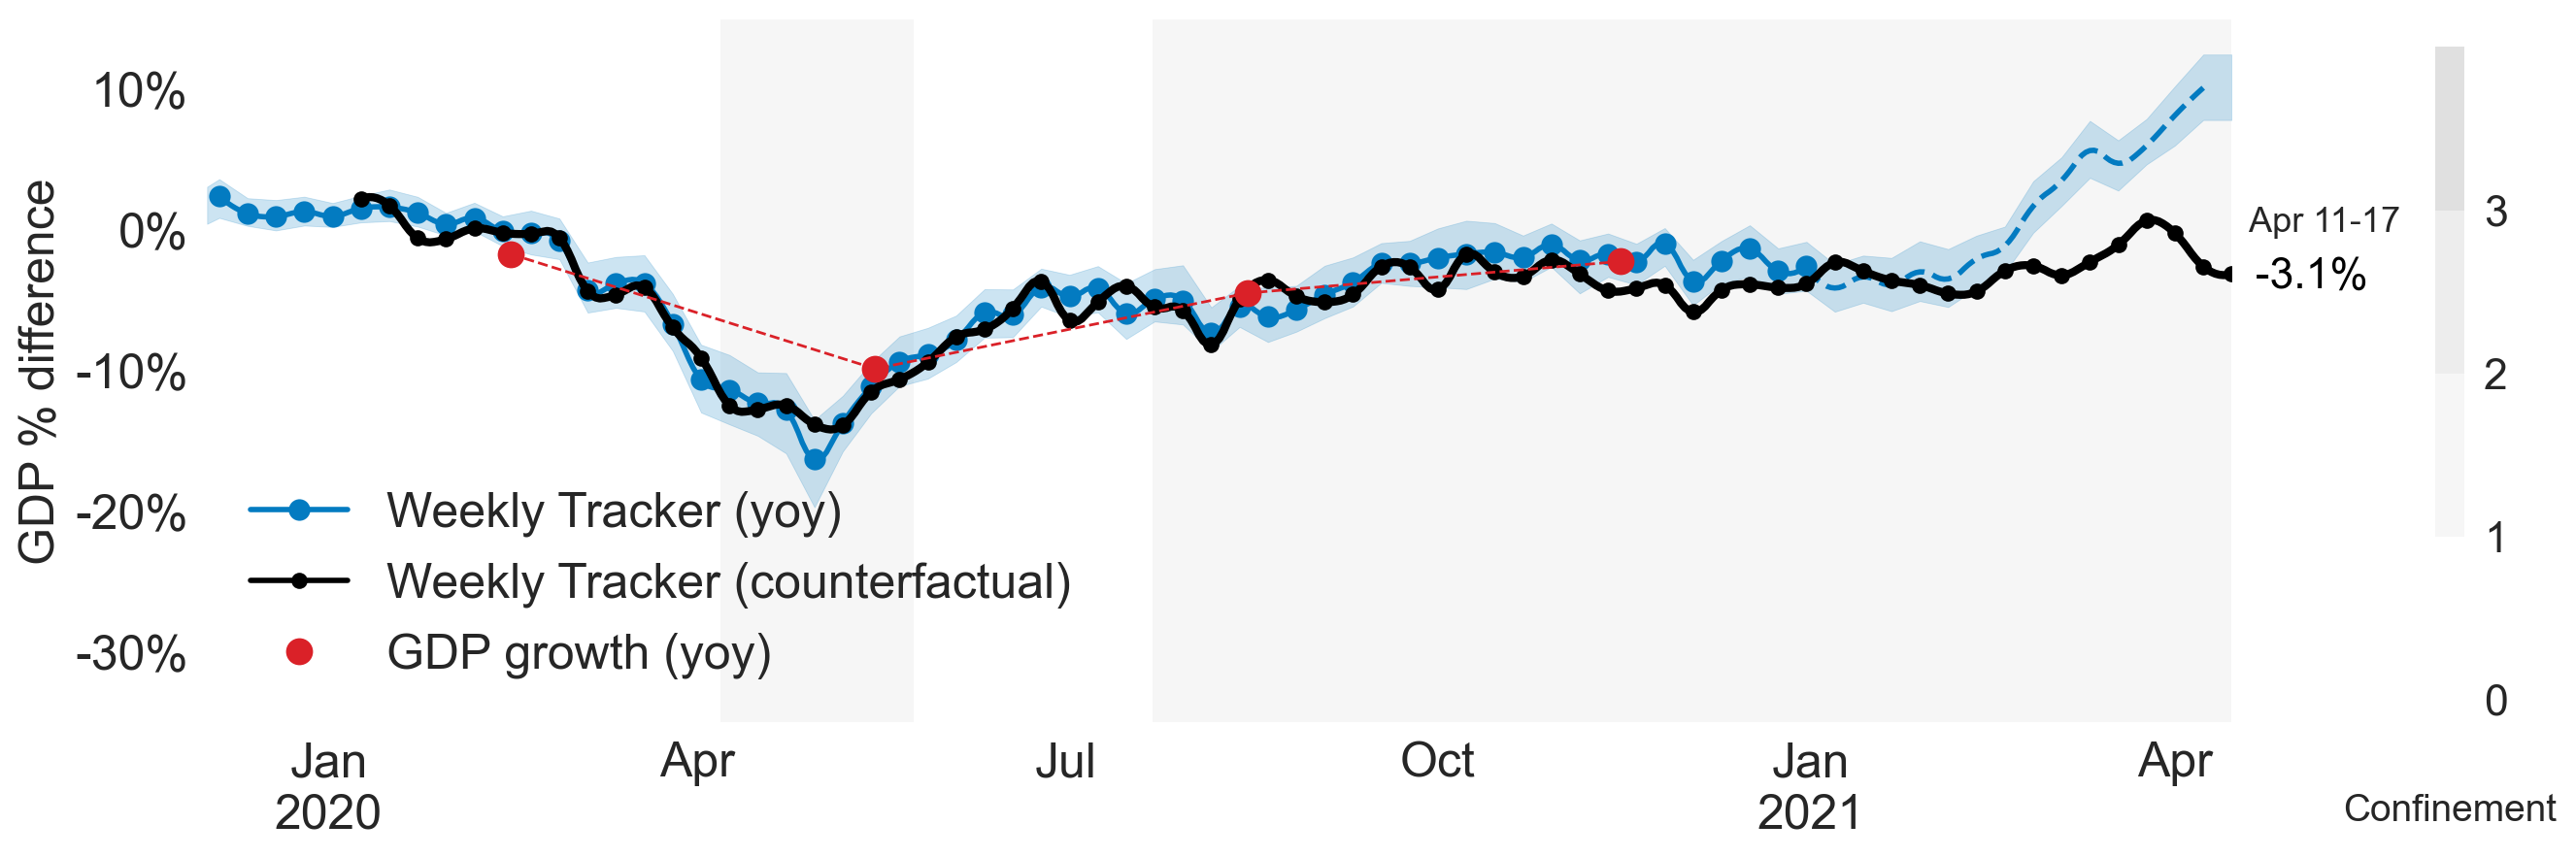 GDP % difference
10%
0%
-10%
-20%
-30%
Weekly Tracker (yoy)
Weekly Tracker (counterfactual)
GDP growth (yoy)
Jan
2020
Apr
Jul
Oct
Jan
2021
Apr
Apr 11-17
-3.1%
3
2
1
0
Confinement